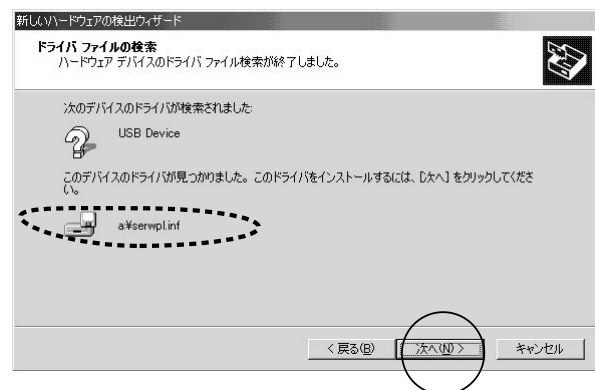 新しいハードウェアの検出ウィザード
ドライバ ファイルの検索
ハードウェア デバイスのドライバ ファイル検索が終了しました。
次のデバイスのドライバが検索されました:
USB Device
このデバイスのドライバが見つかりました。このドライバをインストールするには、[次へ] をクリックしてくださ
い。
a:¥serwpl.inf
< 戻る(B)
次へ(N) >
キャンセル